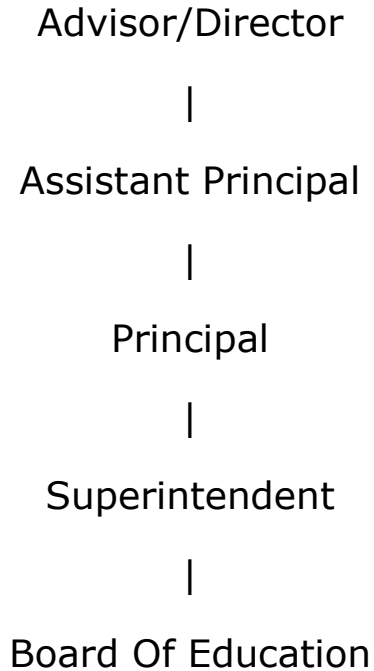 Advisor/Director
|
Assistant Principal
|
Principal
|
Superintendent
|
Board Of Education